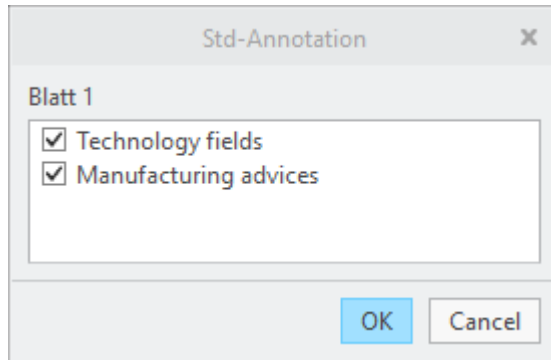 Std-Annotation
Blatt 1
Technology fields
Manufacturing advices
OK Cancel